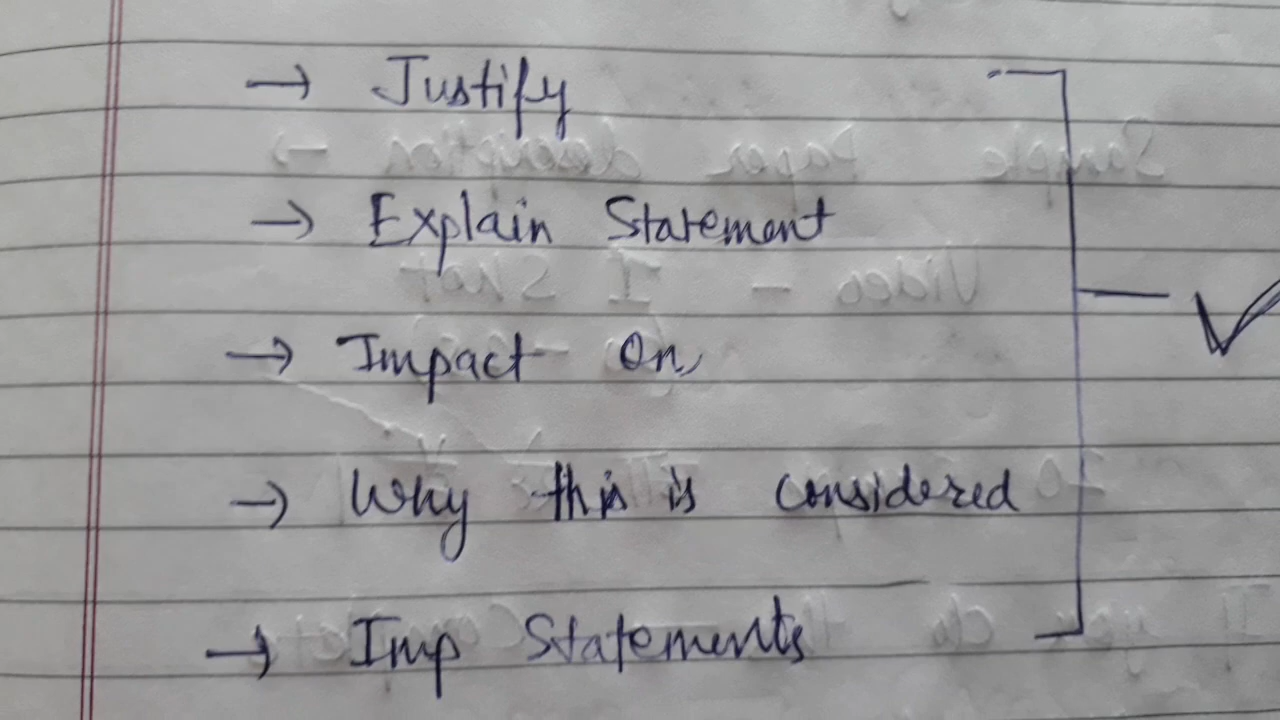 → Justify
→ Explain Statement
→ Impact On
→ Why this is considered
→ Imp Statements